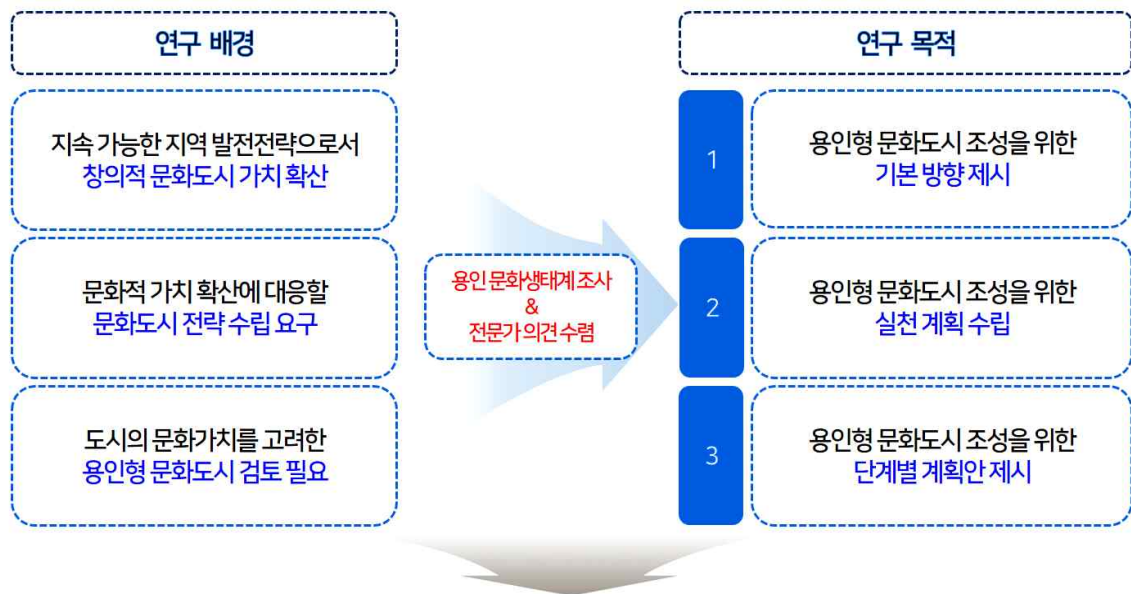 연구 배경
지속 가능한 지역 발전전략으로서
창의적 문화도시 가치 확산
문화적 가치 확산에 대응할
문화도시 전략 수립 요구
도시의 문화가치를 고려한
용인형 문화도시 검토 필요
용인 문화생태계 조사
&
전문가 의견 수렴
연구 목적
1
용인형 문화도시 조성을 위한
기본 방향 제시
2
용인형 문화도시 조성을 위한
실천 계획 수립
3
용인형 문화도시 조성을 위한
단계별 계획안 제시